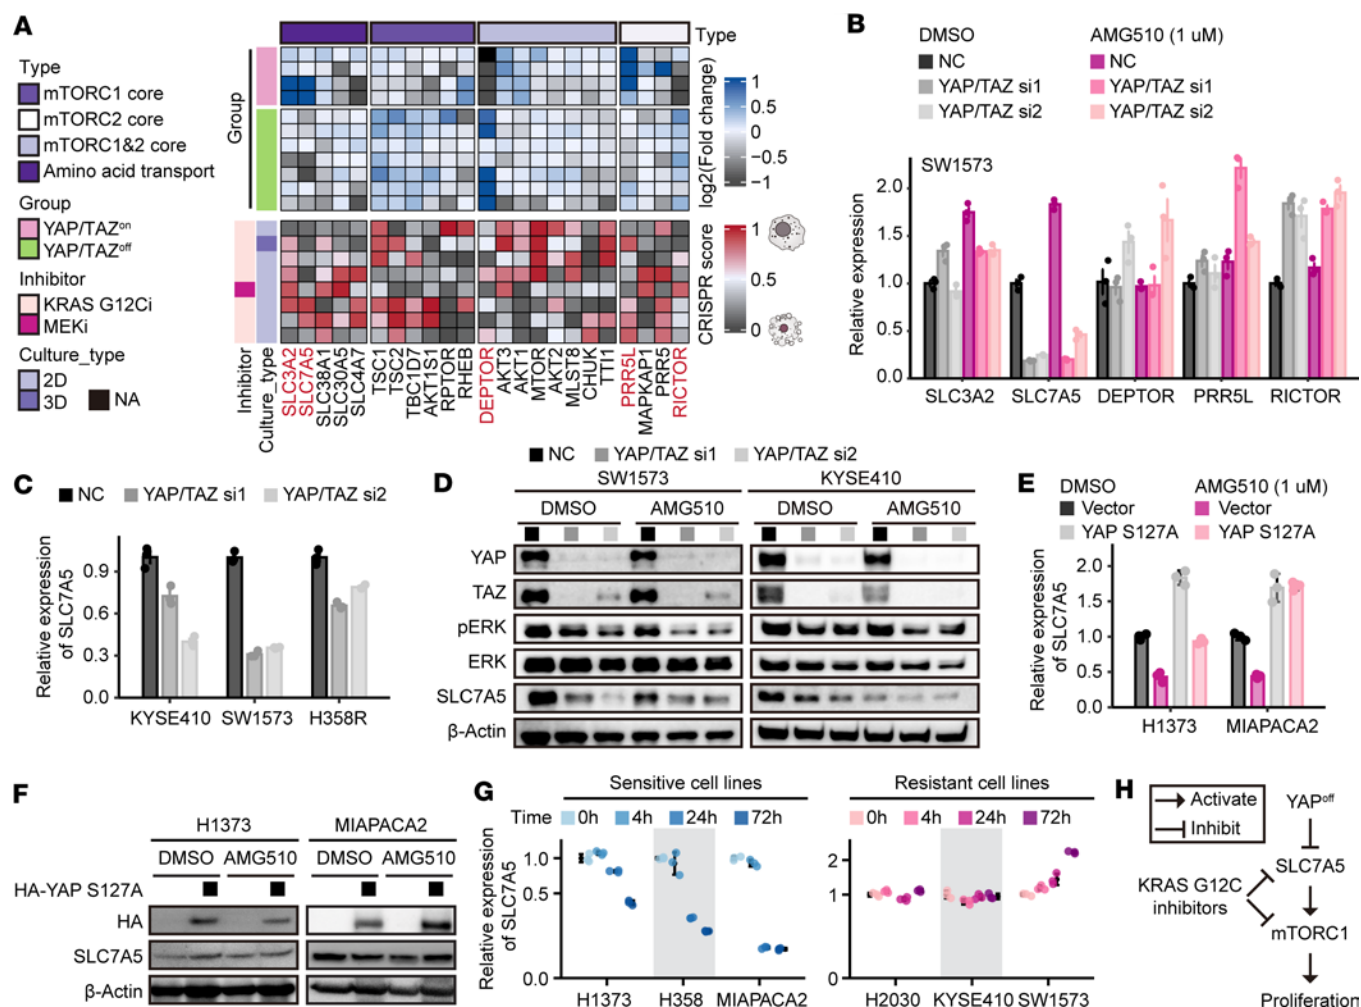 A
Type
mTORC1 core
mTORC2 core
mTORC1&2 core
Amino acid transport
Group
YAP/TAZon
YAP/TAZoff
Inhibitor
KRAS G12Ci
MEKi
Culture_type
2D
3D
NA
Type
Group
log2(Fold change)
1
0.5
0
−0.5
−1
CRISPR score
1
0.5
0
Inhibitor
Culture_type
SLC3A2
SLC7A5
SLC38A1
SLC30A5
SLC4A7
TSC1
TSC2
TBC1D7
AKT1S1
RPTOR
RHEB
DEPTOR
AKT3
AKT1
MTOR
AKT2
MLST8
CHUK
TTI1
PRR5L
MAPKAP1
PRR5
RICTOR
B
DMSO AMG510 (1 uM)
NC NC
YAP/TAZ si1 YAP/TAZ si1
YAP/TAZ si2 YAP/TAZ si2
SW1573
Relative expression
2.0
1.5
1.0
0.5
0.0
SLC3A2 SLC7A5 DEPTOR PRR5L RICTOR
C
NC YAP/TAZ si1 YAP/TAZ si2
Relative expression
of SLC7A5
0.9
0.6
0.3
0.0
KYSE410 SW1573 H358R
D
NC YAP/TAZ si1 YAP/TAZ si2
SW1573 KYSE410
DMSO AMG510 DMSO AMG510
YAP
TAZ
pERK
ERK
SLC7A5
β-Actin
E
DMSO AMG510 (1 uM)
Vector Vector
YAP S127A YAP S127A
Relative expression
of SLC7A5
2.0
1.5
1.0
0.5
0.0
H1373 MIAPACA2
F
H1373 MIAPACA2
DMSO AMG510 DMSO AMG510
HA-YAP S127A
HA
SLC7A5
β-Actin
G
Sensitive cell lines Resistant cell lines
Time 0h 4h 24h 72h 0h 4h 24h 72h
Relative expression
of SLC7A5
1.0
0.5
0.0
2
1
0
H1373 H358 MIAPACA2 H2030 KYSE410 SW1573
H
Activate
Inhibit
YAPoff
SLC7A5
KRAS G12C
inhibitors
mTORC1
Proliferation